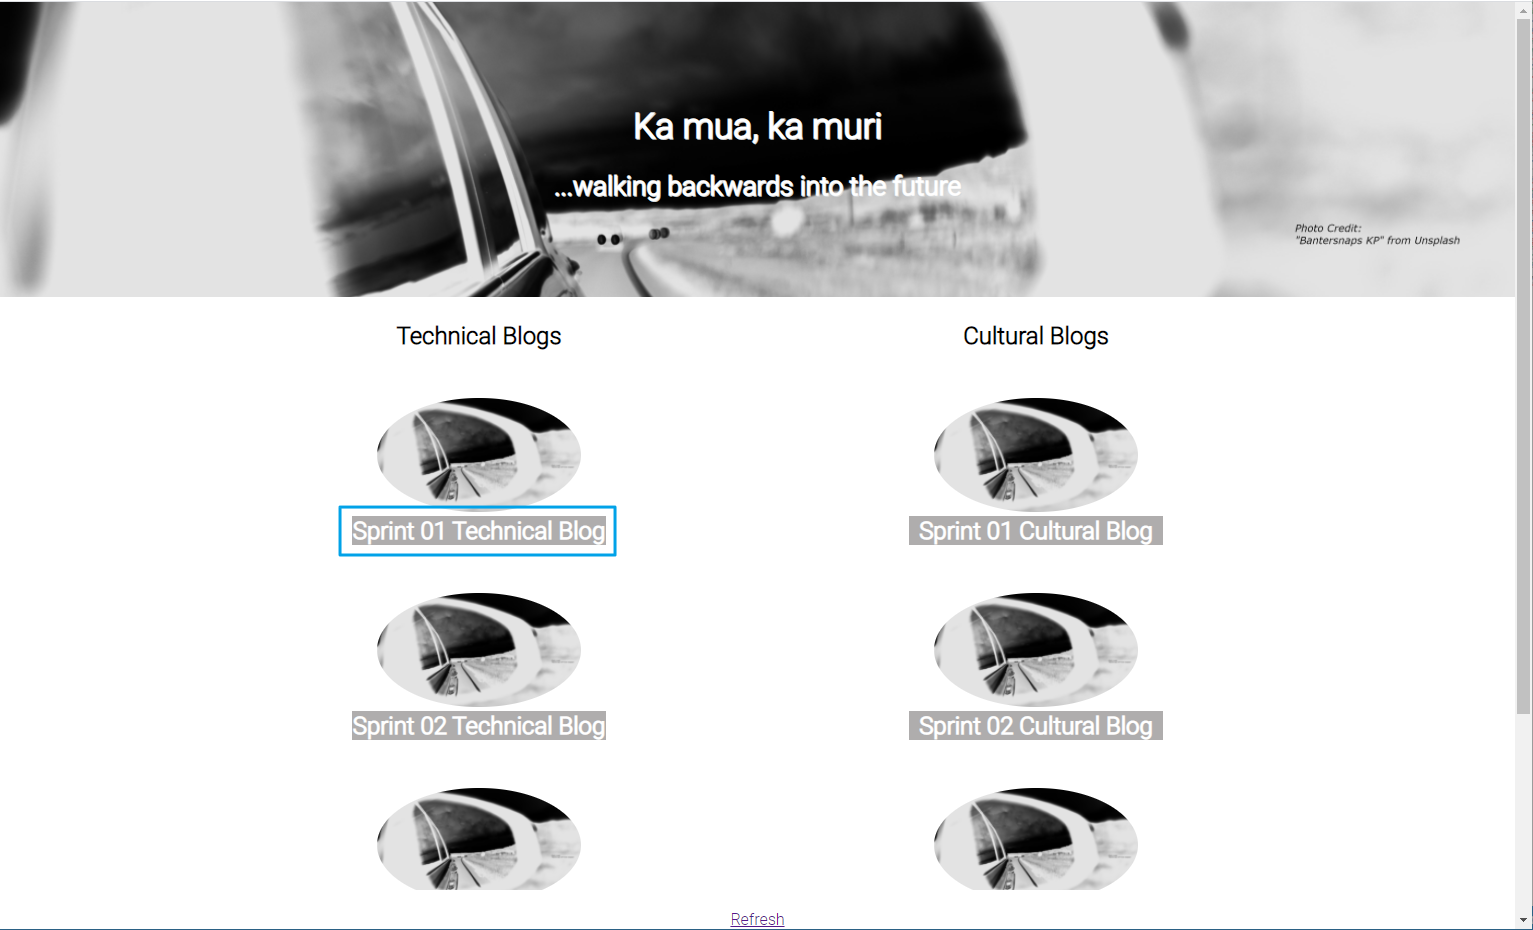 Ka mua, ka muri
...walking backwards into the future
Photo Credit:
"Bantersnaps KP" from Unsplash
Technical Blogs
Cultural Blogs
Sprint 01 Technical Blog
Sprint 01 Cultural Blog
Sprint 02 Technical Blog
Sprint 02 Cultural Blog
Refresh